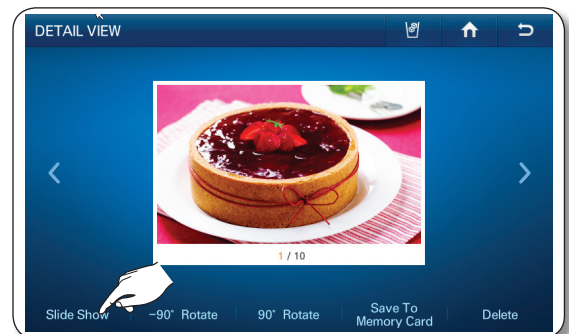 DETAIL VIEW
1 / 10
Slide Show
-90° Rotate
90° Rotate
Save To
Memory Card
Delete